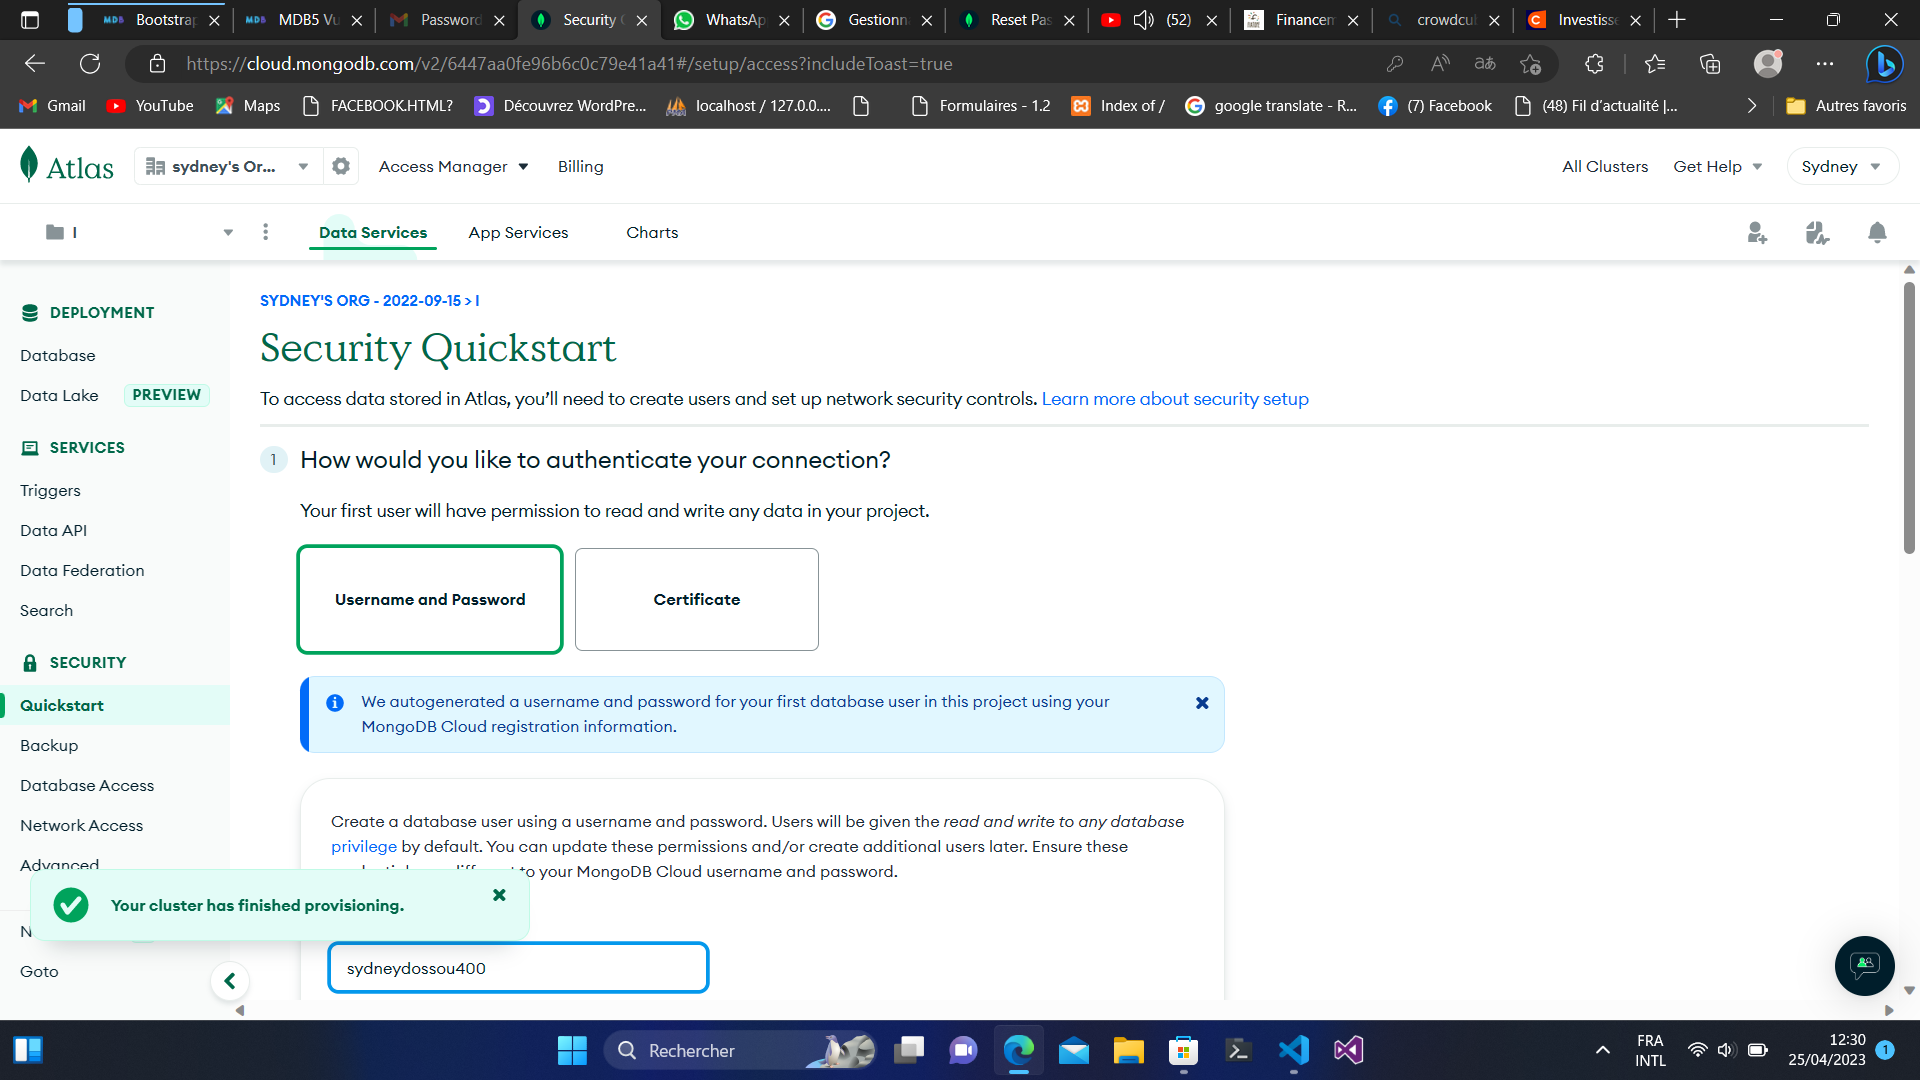 Bootstrap
MDB5 Vu
Password
Security
WhatsAp
Gestionn
Reset Pas
(52)
Financem
crowdcub
Investisse
https://cloud.mongodb.com/v2/6447aa0fe96b6c0c79e41a41#/setup/access?includeToast=true
Gmail
YouTube
Maps
FACEBOOK.HTML?
Découvrez WordPre...
localhost / 127.0.0....
Formulaires - 1.2
Index of /
google translate - R...
(7) Facebook
(48) Fil d'actualité |...
Autres favoris
Atlas
sydney's Or...
Access Manager
Billing
All Clusters
Get Help
Sydney
I
Data Services
App Services
Charts
DEPLOYMENT
Database
Data Lake PREVIEW
SERVICES
Triggers
Data API
Data Federation
Search
SECURITY
Quickstart
Backup
Database Access
Network Access
Advanced
N
Goto
SYDNEY'S ORG - 2022-09-15 > I
Security Quickstart
To access data stored in Atlas, you'll need to create users and set up network security controls. Learn more about security setup
1 How would you like to authenticate your connection?
Your first user will have permission to read and write any data in your project.
Username and Password
Certificate
We autogenerated a username and password for your first database user in this project using your
MongoDB Cloud registration information.
Create a database user using a username and password. Users will be given the read and write to any database
privilege by default. You can update these permissions and/or create additional users later. Ensure these
to your MongoDB Cloud username and password.
Your cluster has finished provisioning.
sydneydossou400
Rechercher
FRA
INTL
12:30
25/04/2023
1